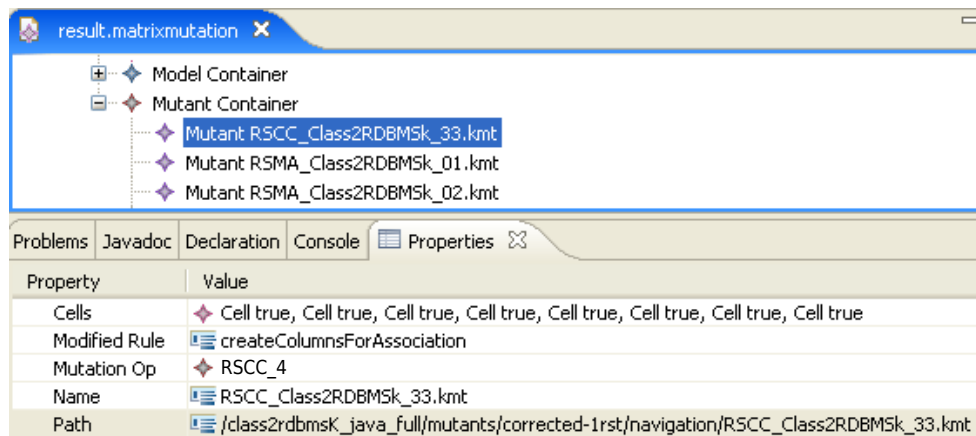 result.matrixmutation
Model Container
Mutant Container
Mutant RSCC_Class2RDBMSk_33.kmt
Mutant RSMA_Class2RDBMSk_01.kmt
Mutant RSMA_Class2RDBMSk_02.kmt
Problems Javadoc Declaration Console Properties
Property Value
Cells Cell true, Cell true, Cell true, Cell true, Cell true, Cell true, Cell true, Cell true
Modified Rule createColumnsForAssociation
Mutation Op RSCC_4
Name RSCC_Class2RDBMSk_33.kmt
Path /class2rdbmsK_java_full/mutants/corrected-1rst/navigation/RSCC_Class2RDBMSk_33.kmt